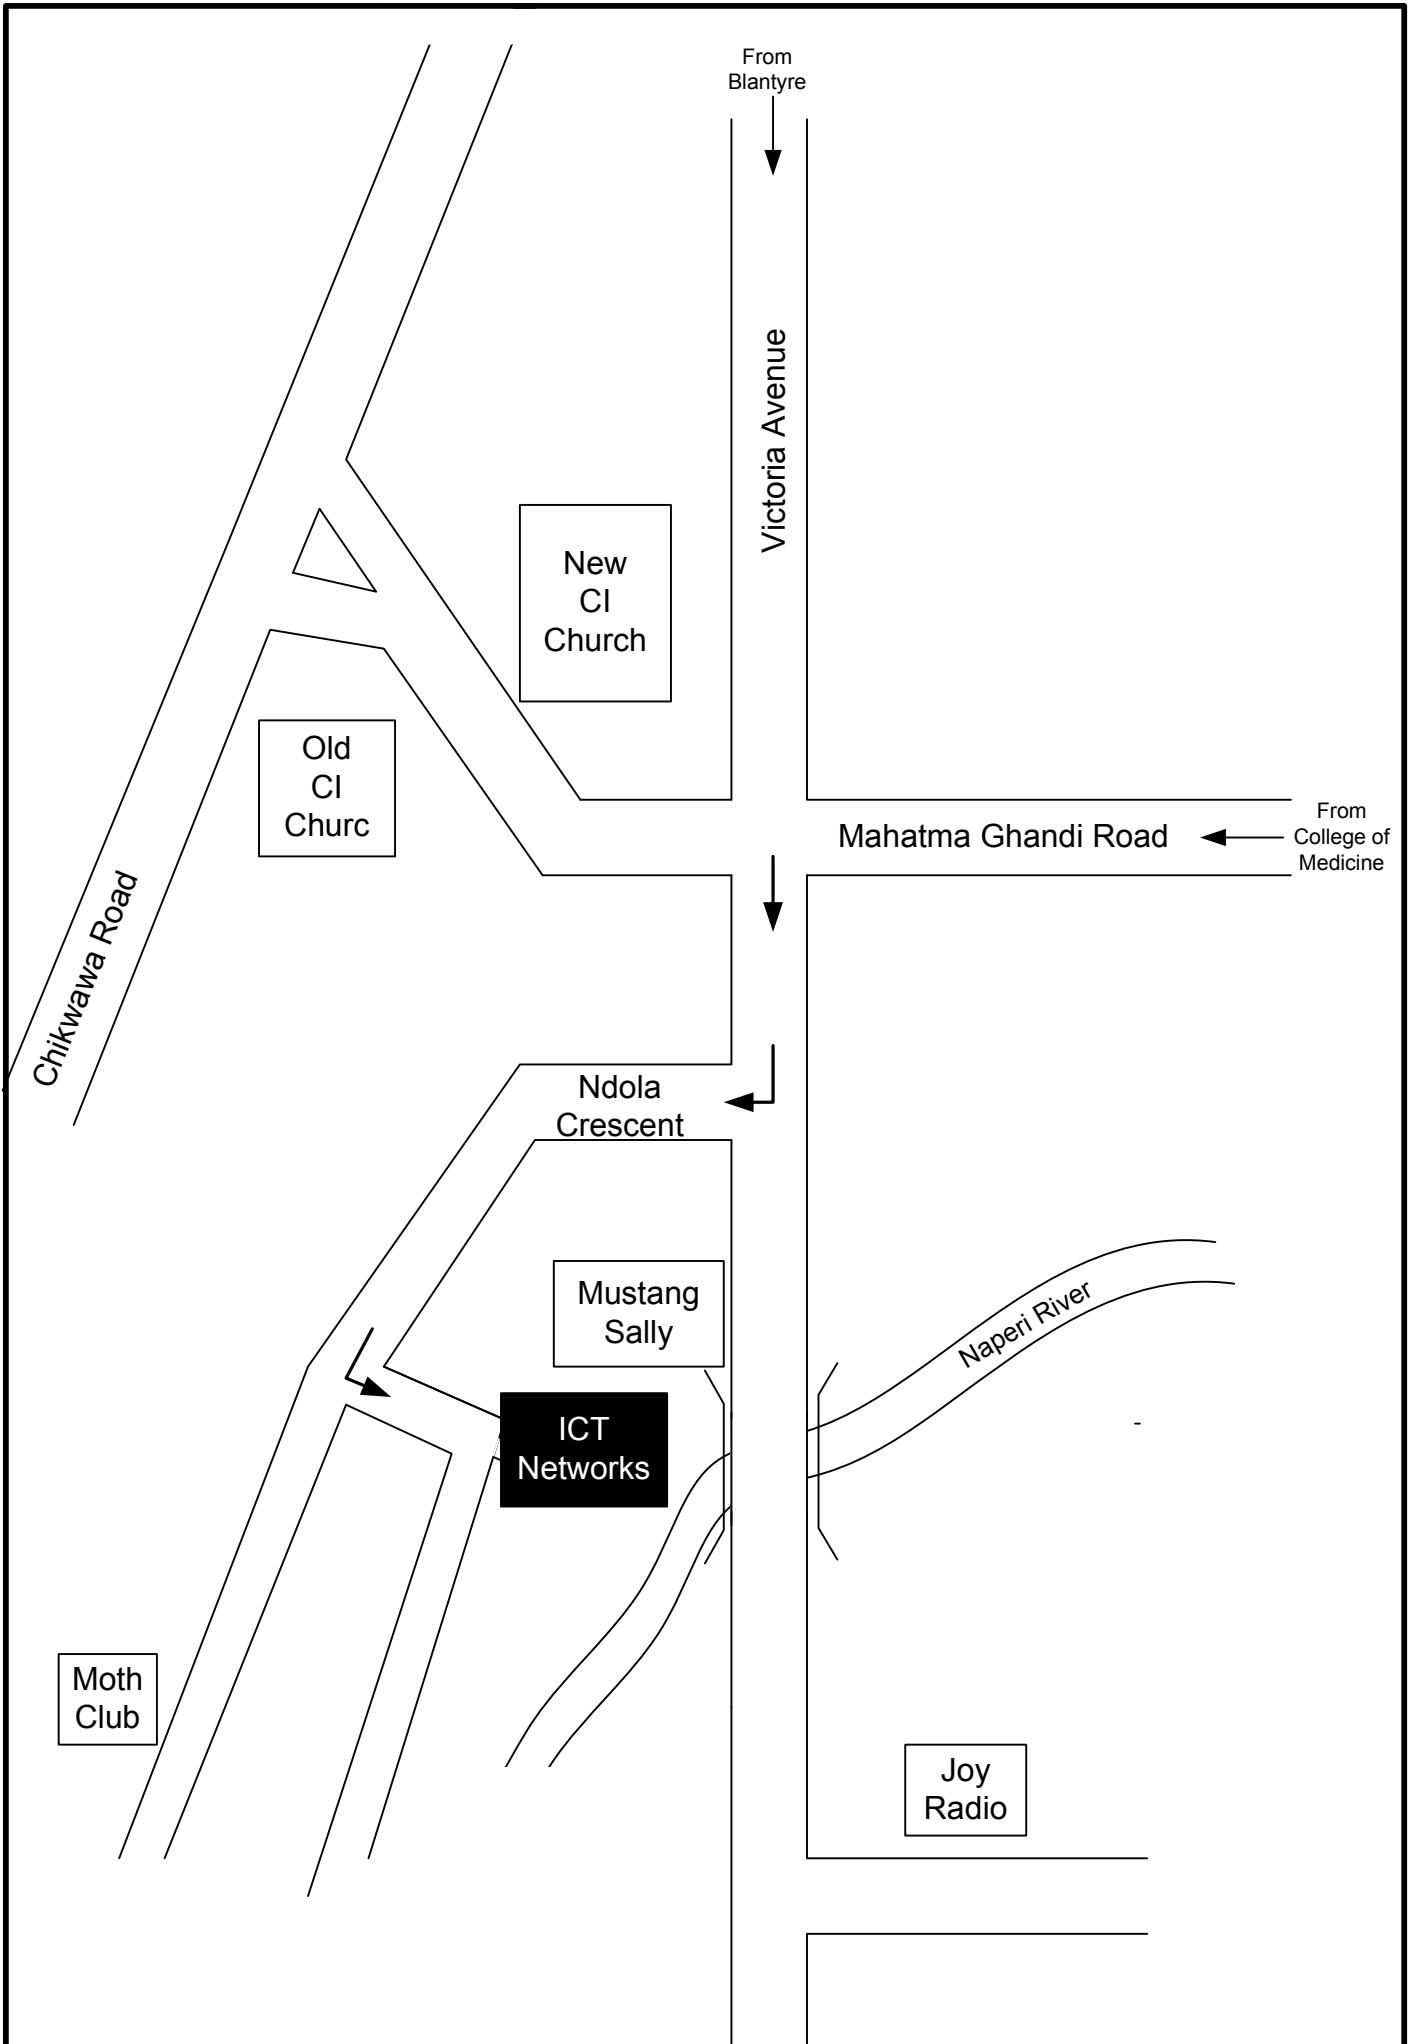 From
Blantyre
Victoria Avenue
New
CI
Church
Old
CI
Churc
Mahatma Ghandi Road
From
College of
Medicine
Chikwawa Road
Ndola
Crescent
Mustang
Sally
Naperi River
ICT
Networks
-
Moth
Club
Joy
Radio